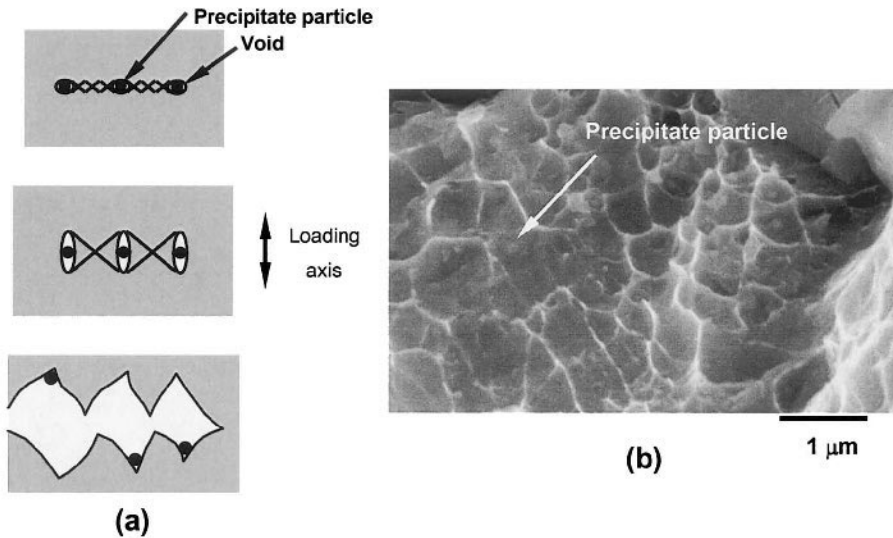 Precipitate particle
Void
Precipitate particle
Loading
axis
1 μm
(a)
(b)